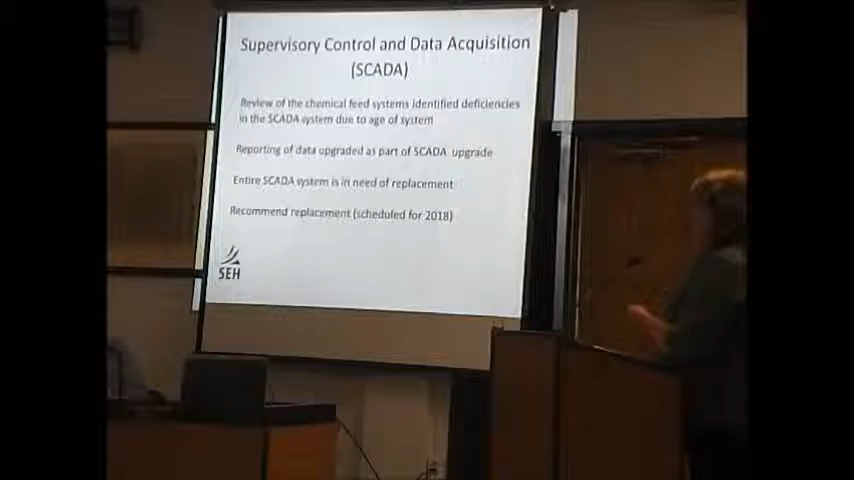 Supervisory Control and Data Acquisition
(SCADA)
Review of the chemical feed systems identified deficiencies
in the SCADA system due to age of system
Reporting of data upgraded as part of SCADA upgrade
Entire SCADA system is in need of replacement
Recommend replacement (scheduled for 2018)
SEH